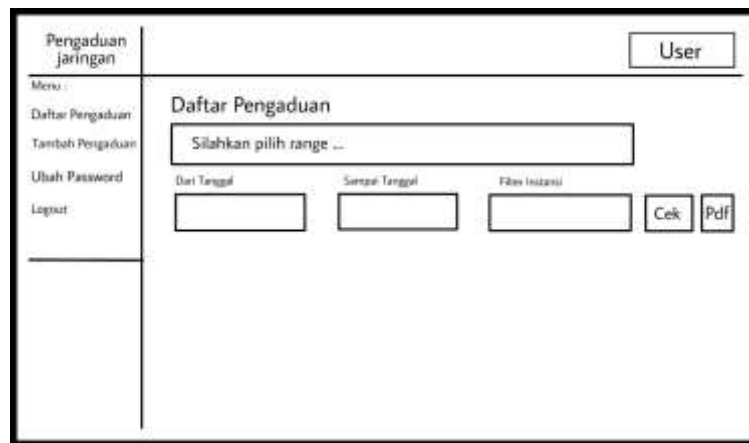 Pengaduan
jaringan
User
Menu :
Daftar Pengaduan
Tambah Pengaduan
Ubah Password
Logout
Daftar Pengaduan
Silahkan pilih range ...
Dari Tanggal
Sampai Tanggal
Filter Instansi
Cek
Pdf